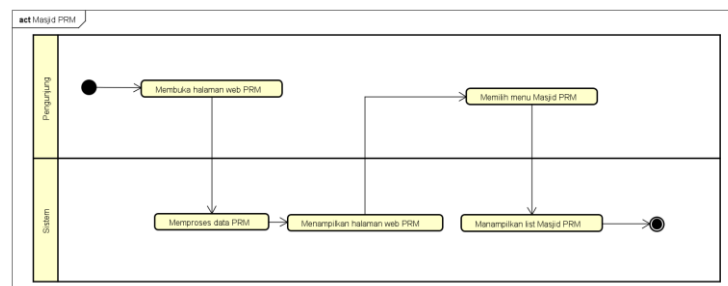 act Masjid PRM
Pengunjung
Membuka halaman web PRM
Memilih menu Masjid PRM
Sistem
Memproses data PRM
Menampilkan halaman web PRM
Manampilkan list Masjid PRM